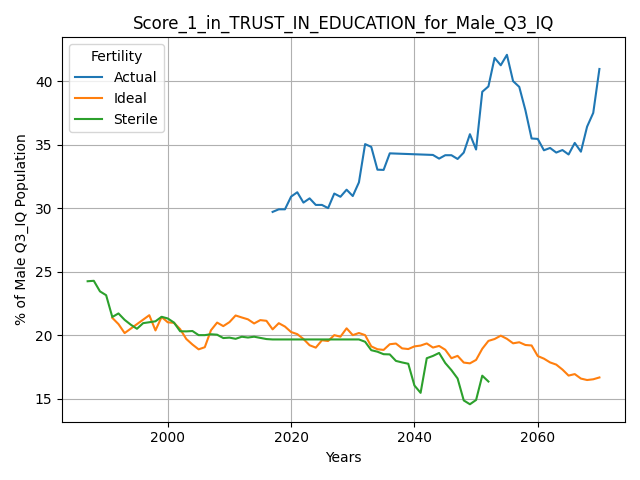 Score_1_in_TRUST_IN_EDUCATION_for_Male_Q3_IQ
Fertility
Actual
Ideal
Sterile
% of Male Q3_IQ Population
40
35
30
25
20
15
2000
2020
2040
2060
Years